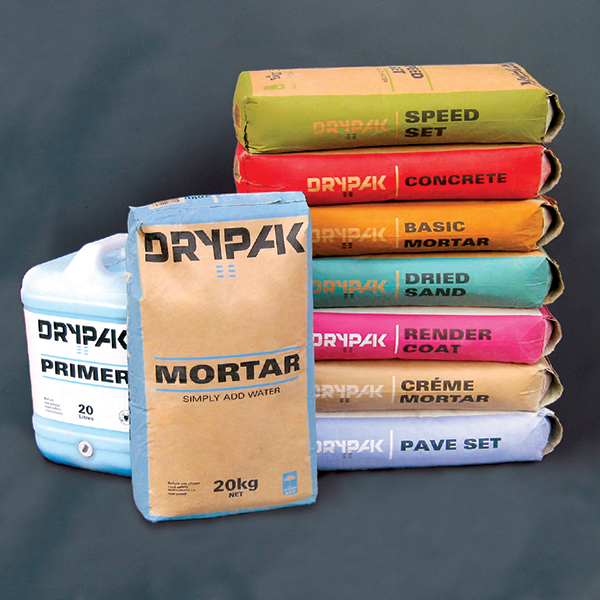 DRYPAK
SPEED
SET
DRYPAK
CONCRETE
DRYPAK
BASIC
MORTAR
DRYPAK
DRIED
SAND
DRYPAK
RENDER
COAT
DRYPAK
CRÉME
MORTAR
DRYPAK
PAVE SET
DRYPAK
MORTAR
SIMPLY ADD WATER
20kg
NET
DRYPAK
PRIMER
20
Litres